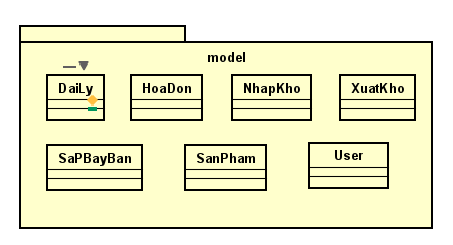 model
DaiLy
HoaDon
NhapKho
XuatKho
SaPBayBan
SanPham
User